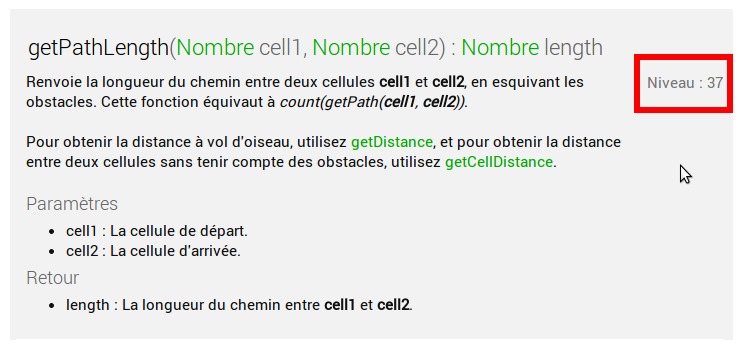 getPathLength(Nombre cell1, Nombre cell2) : Nombre length
Niveau : 37
Renvoie la longueur du chemin entre deux cellules cell1 et cell2, en esquivant les
obstacles. Cette fonction équivaut à count(getPath(cell1, cell2)).
Pour obtenir la distance à vol d'oiseau, utilisez getDistance, et pour obtenir la distance
entre deux cellules sans tenir compte des obstacles, utilisez getCellDistance.
Paramètres
• cell1 : La cellule de départ.
• cell2 : La cellule d'arrivée.
Retour
• length : La longueur du chemin entre cell1 et cell2.